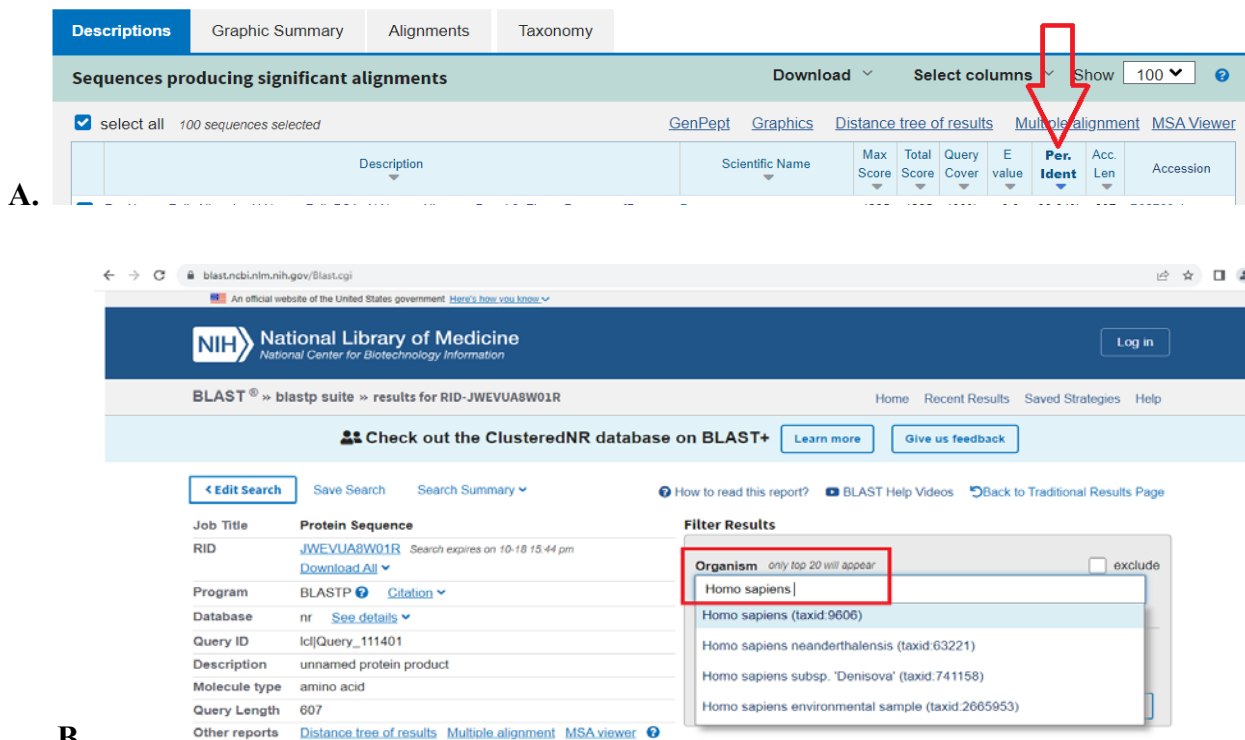 Descriptions Graphic Summary Alignments Taxonomy
Sequences producing significant alignments Download Select columns Show 100
select all 100 sequences selected GenPept Graphics Distance tree of results Multiple alignment MSA Viewer
Description Scientific Name Max Score Total Score Query Cover E value Per. Ident Acc. Len Accession
A.
blast.ncbi.nlm.nih.gov/Blast.cgi
An official website of the United States government Here's how you know
NIH National Library of Medicine
National Center for Biotechnology Information
Log in
BLAST ® » blastp suite » results for RID-JWEVUA8W01R Home Recent Results Saved Strategies Help
Check out the ClusteredNR database on BLAST+ Learn more Give us feedback
< Edit Search Save Search Search Summary How to read this report? BLAST Help Videos Back to Traditional Results Page
Job Title Protein Sequence Filter Results
RID JWEVUA8W01R Search expires on 10-18 15:44 pm
Download All
Organism only top 20 will appear exclude
Program BLASTP Citation
Homo sapiens
Database nr See details
Homo sapiens (taxid:9606)
Query ID lcl|Query_111401
Homo sapiens neanderthalensis (taxid:63221)
Description unnamed protein product
Homo sapiens subsp. 'Denisova' (taxid:741158)
Molecule type amino acid
Query Length 607
Homo sapiens environmental sample (taxid:2665953)
Other reports Distance tree of results Multiple alignment MSA viewer
B